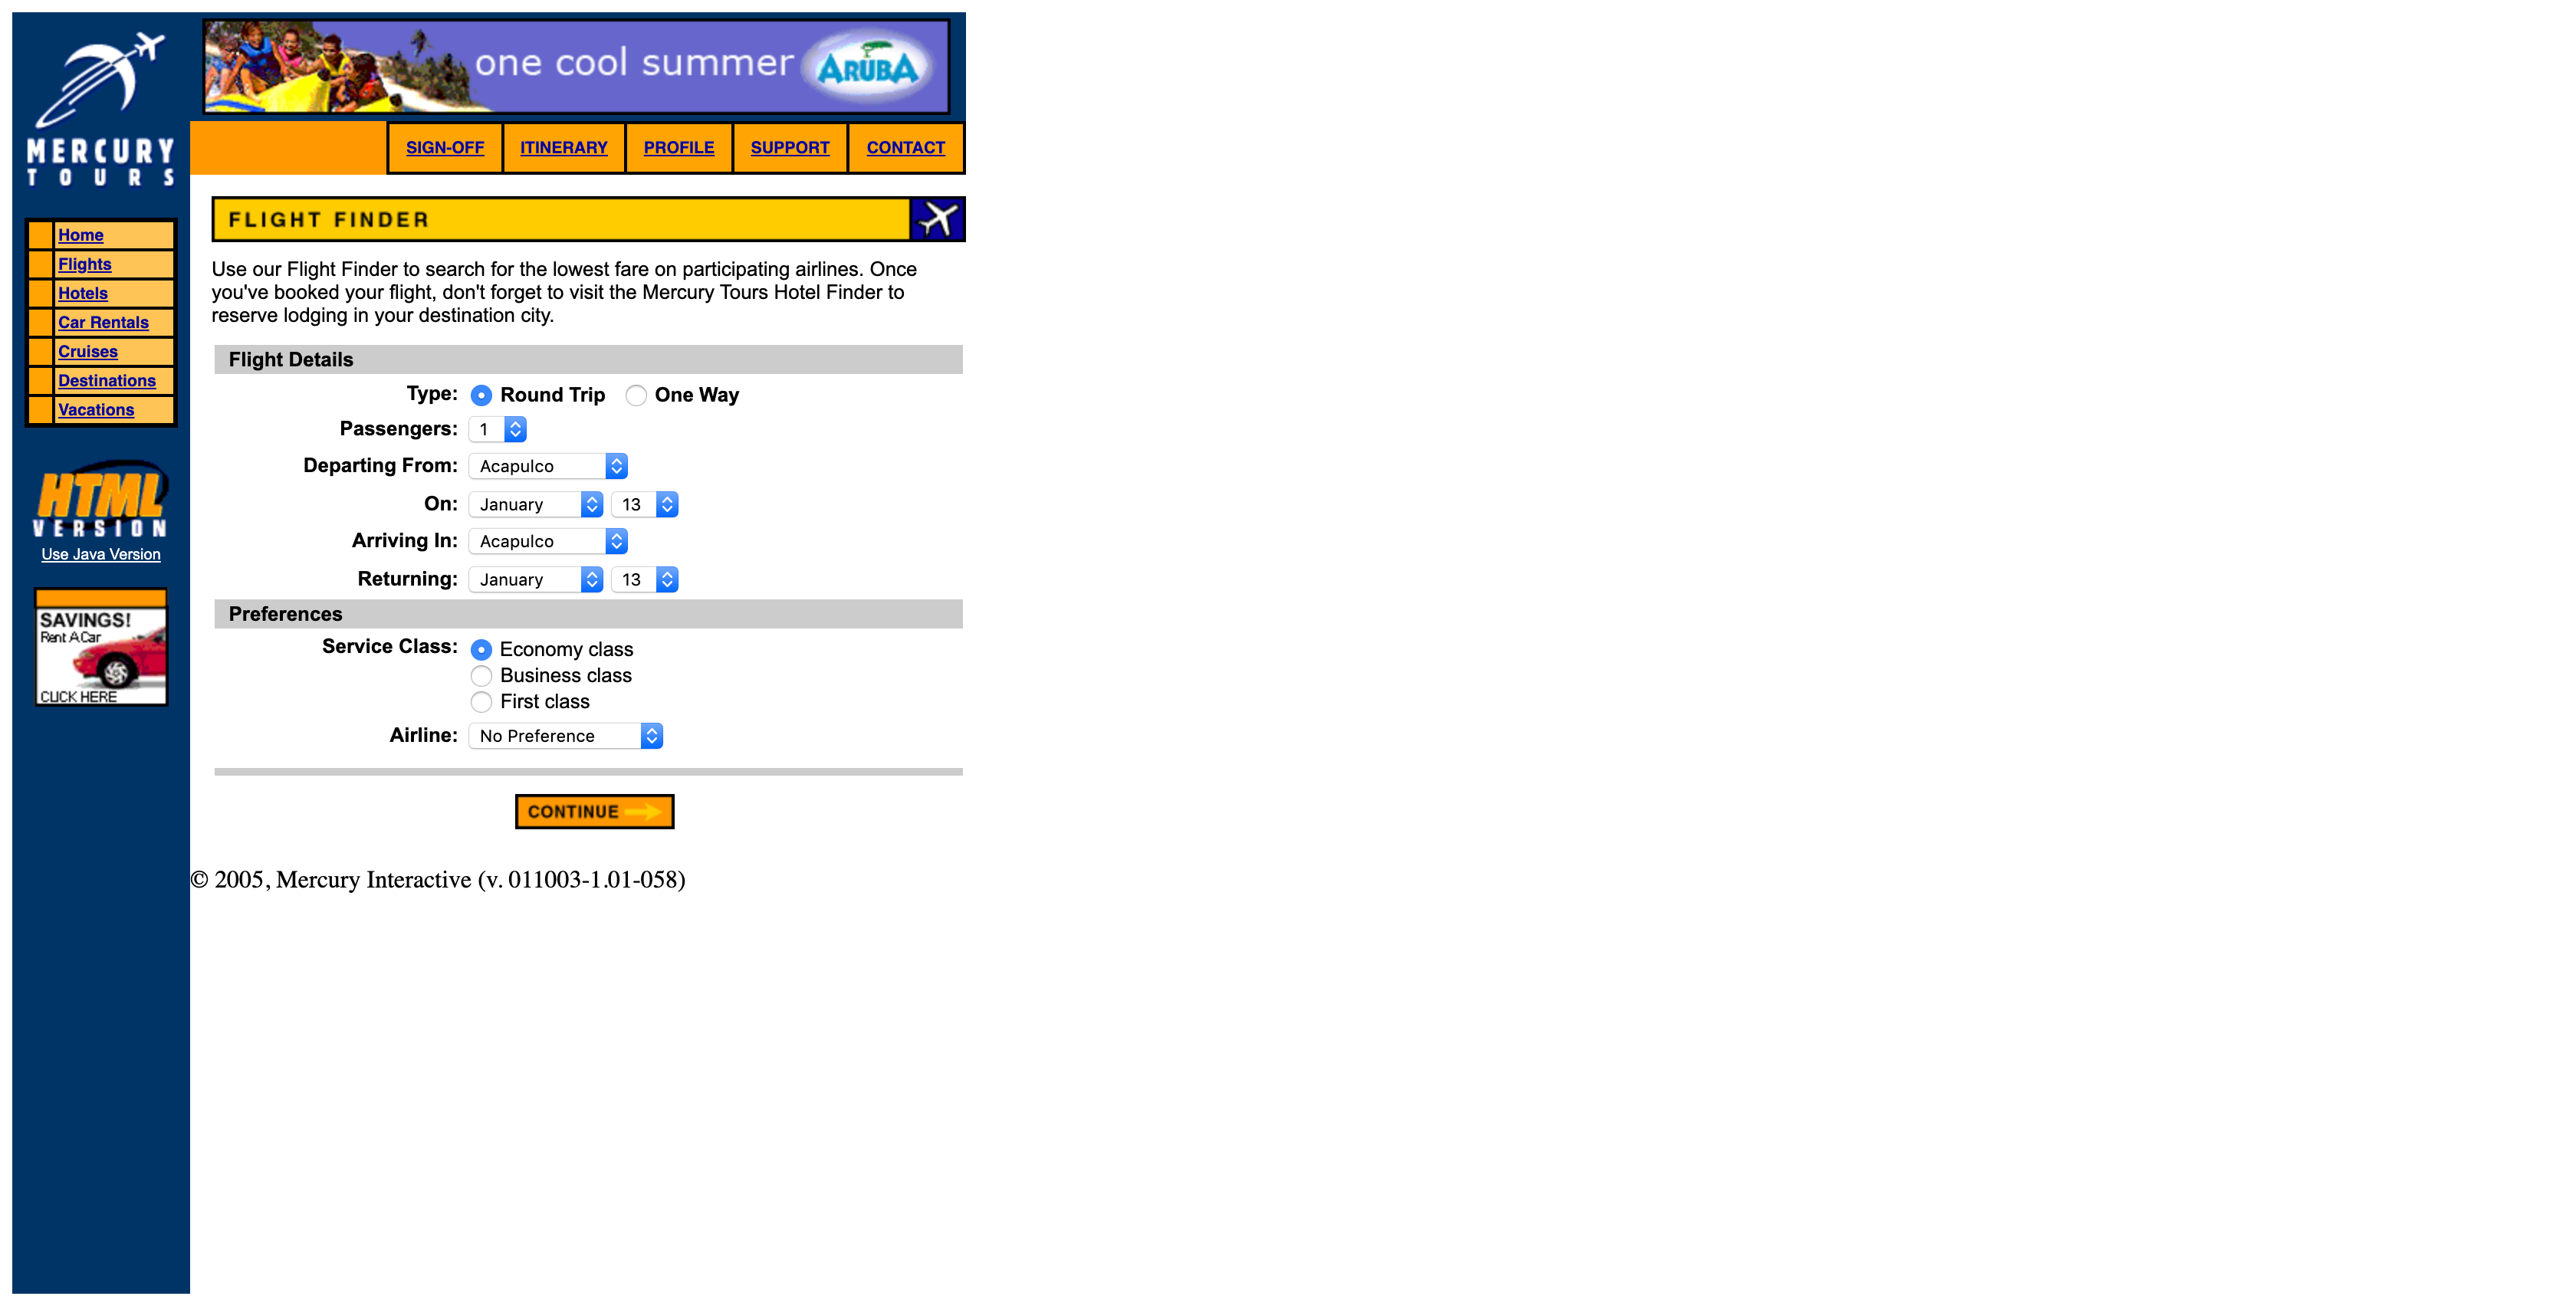 MERCURY
TOURS
one cool summer ARUBA
SIGN-OFF ITINERARY PROFILE SUPPORT CONTACT
Home
Flights
Hotels
Car Rentals
Cruises
Destinations
Vacations
HTML
VERSION
Use Java Version
SAVINGS!
Rent A Car
CLICK HERE
FLIGHT FINDER
Use our Flight Finder to search for the lowest fare on participating airlines. Once
you've booked your flight, don't forget to visit the Mercury Tours Hotel Finder to
reserve lodging in your destination city.
Flight Details
Type: Round Trip One Way
Passengers: 1
Departing From: Acapulco
On: January 13
Arriving In: Acapulco
Returning: January 13
Preferences
Service Class: Economy class
Business class
First class
Airline: No Preference
CONTINUE
© 2005, Mercury Interactive (v. 011003-1.01-058)